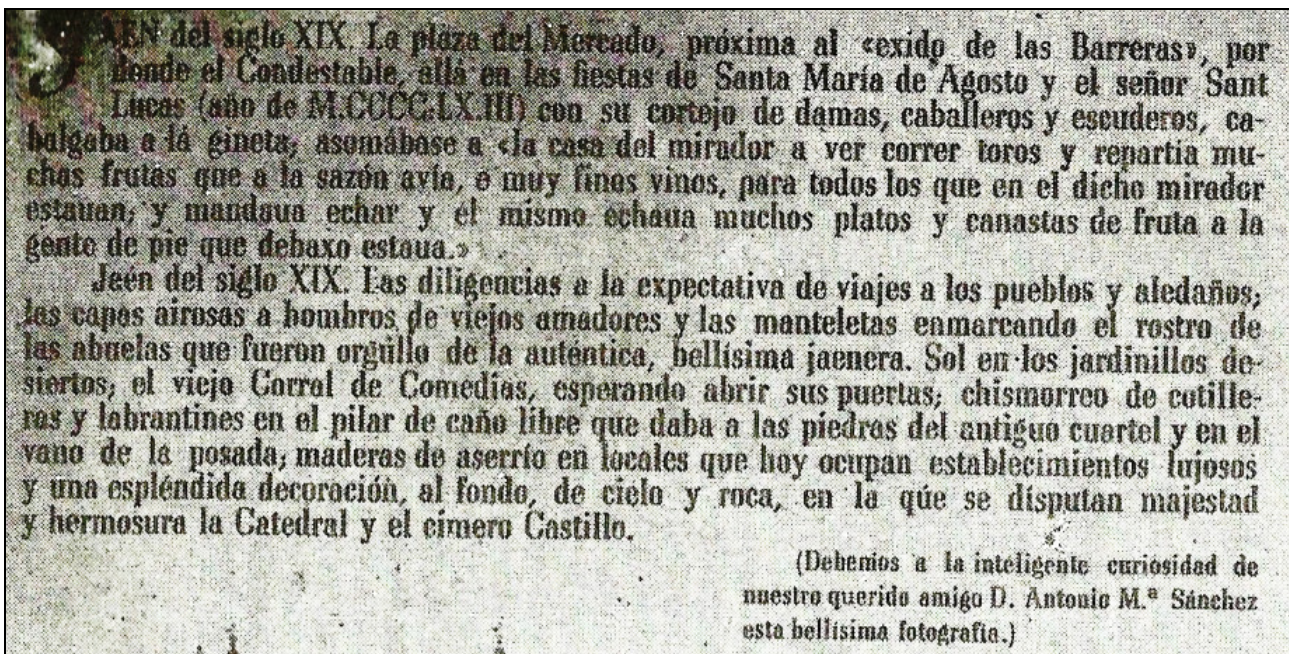 JAEN del siglo XIX. La plaza del Mercado, próxima al «exido de las Barreras», por
donde el Condestable, allá en las fiestas de Santa María de Agosto y el señor Sant
Lucas (año de M.CCCC.LX.III) con su cortejo de damas, caballeros y escuderos, ca-
balgaba a la gineta; asomábase a «la casa del mirador a ver correr toros y repartía mu-
chas frutas que a la sazón avía, e muy finos vinos, para todos los que en el dicho mirador
estauan; y mandaua echar y el mismo echaua muchos platos y canastas de fruta a la
gente de pie que debaxo estaua.»
Jaén del siglo XIX. Las diligencias a la expectativa de viajes a los pueblos y aledaños;
las capas airosas a hombros de viejos amadores y las manteletas enmarcando el rostro de
las abuelas que fueron orgullo de la auténtica, bellísima jaenera. Sol en los jardinillos de-
siertos; el viejo Corral de Comedias, esperando abrir sus puertas; chismorreo de cotille-
ras y labrantines en el pilar de caño libre que daba a las piedras del antiguo cuartel y en el
vano de la posada; maderas de aserrío en locales que hoy ocupan establecimientos lujosos
y una espléndida decoración, al fondo, de cielo y roca, en la qúe se disputan majestad
y hermosura la Catedral y el cimero Castillo.
(Debemos a la inteligente curiosidad de
nuestro querido amigo D. Antonio M.ª Sánchez
esta bellísima fotografía.)